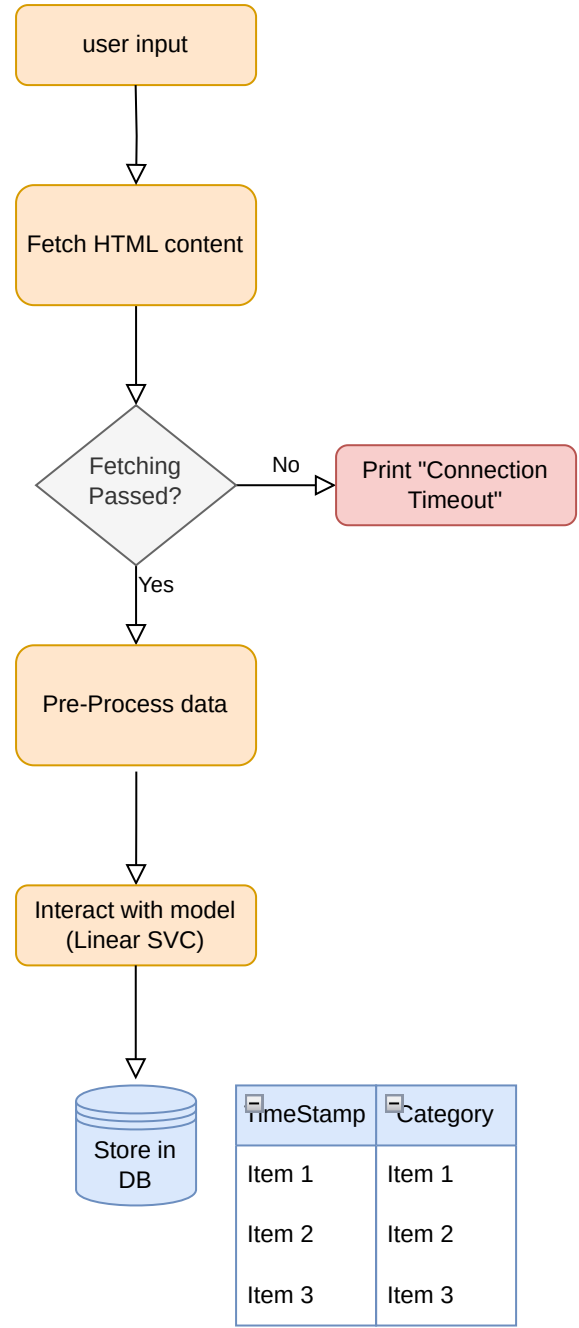 user input
Fetch HTML content
Fetching
Passed?
No
Print "Connection
Timeout"
Yes
Pre-Process data
Interact with model
(Linear SVC)
Store in
DB
TimeStamp
Category
Item 1
Item 1
Item 2
Item 2
Item 3
Item 3